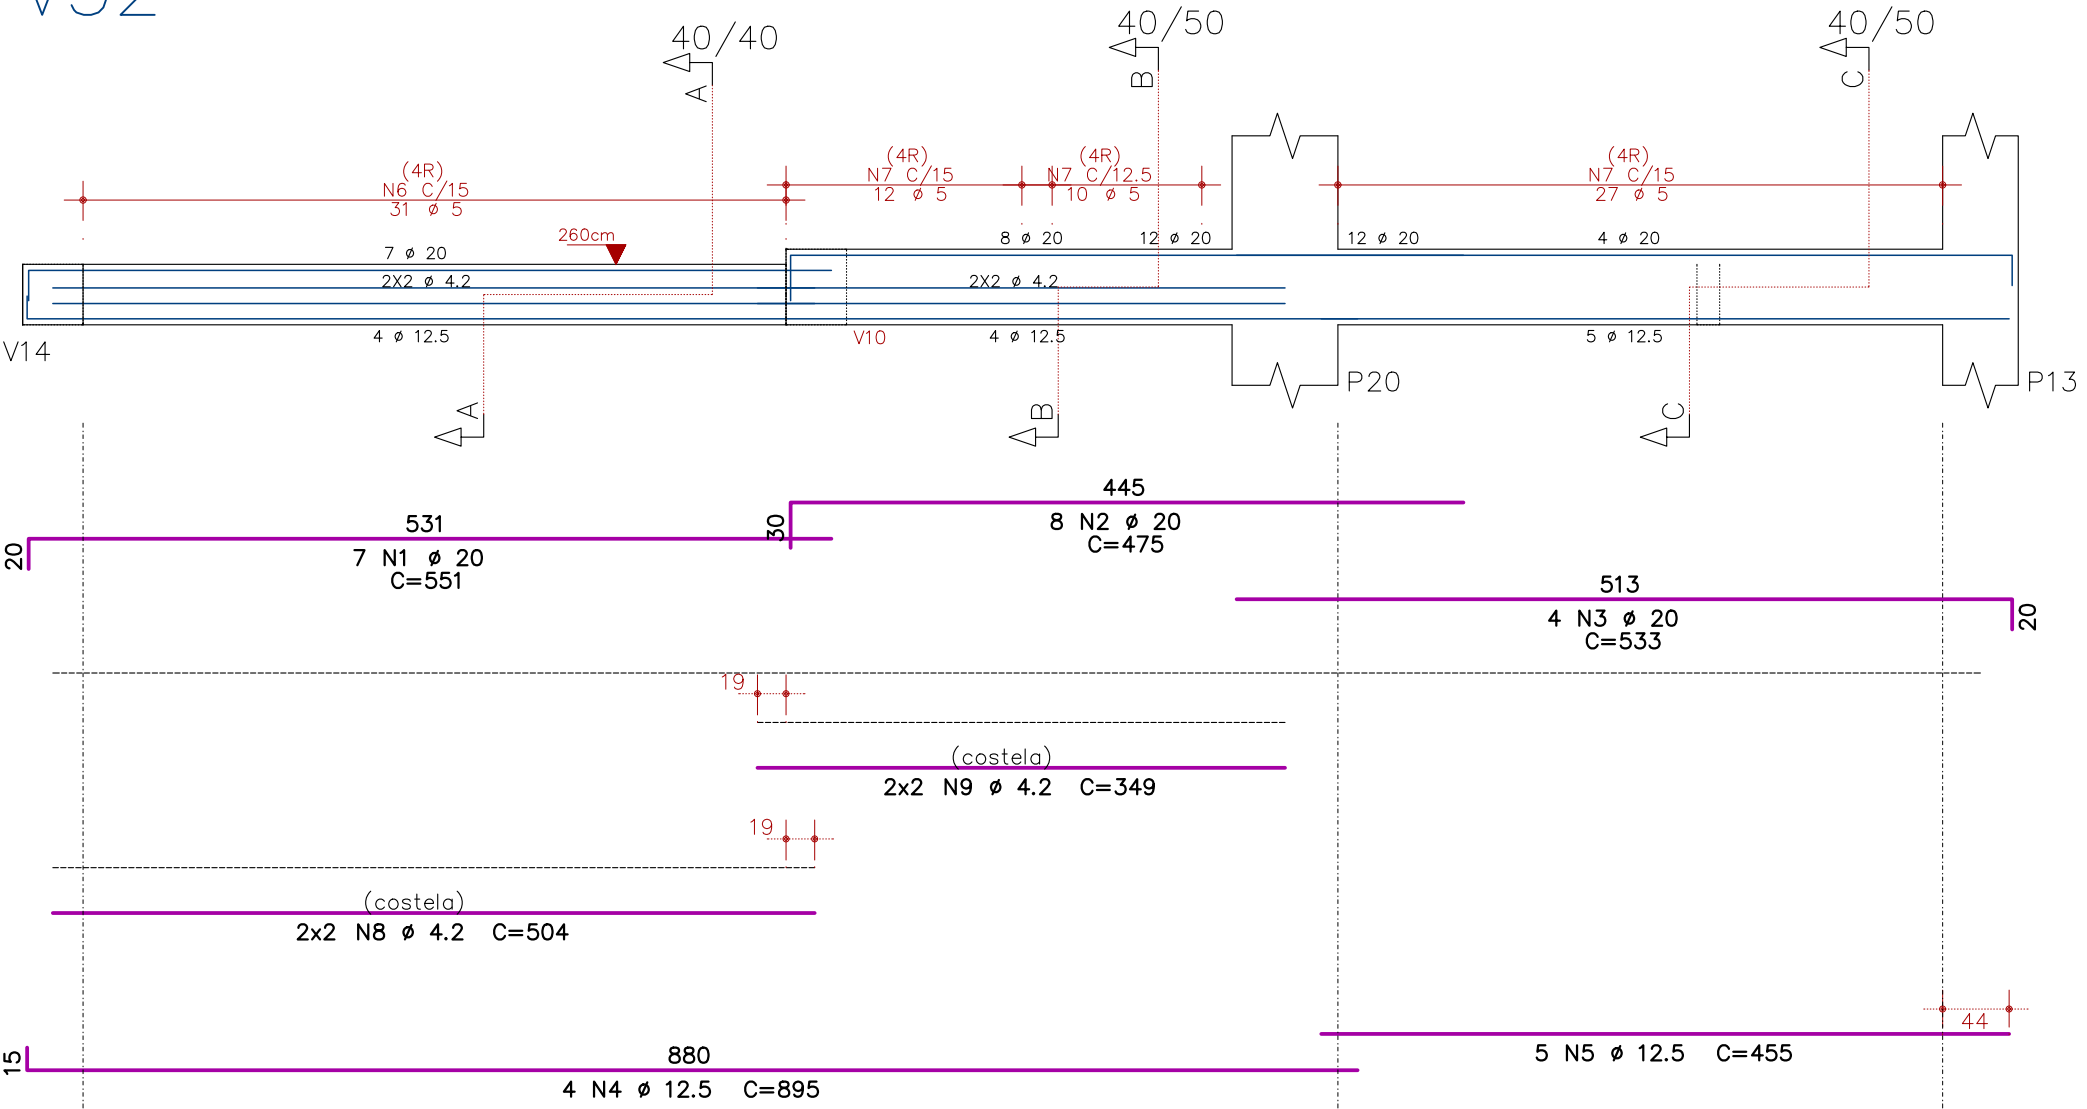 V32
40/40
40/50
40/50
A
B
C
(4R)
N6 C/15
31 ø 5
(4R)
N7 C/15
12 ø 5
(4R)
N7 C/12.5
10 ø 5
(4R)
N7 C/15
27 ø 5
260cm
7 ø 20
8 ø 20
12 ø 20
12 ø 20
4 ø 20
2X2 ø 4.2
2X2 ø 4.2
4 ø 12.5
V10
4 ø 12.5
5 ø 12.5
V14
P20
P13
A
B
C
445
30
8 N2 ø 20
C=475
531
20
7 N1 ø 20
C=551
513
4 N3 ø 20
C=533
20
19
(costela)
2x2 N9 ø 4.2 C=349
19
(costela)
2x2 N8 ø 4.2 C=504
44
5 N5 ø 12.5 C=455
880
15
4 N4 ø 12.5 C=895